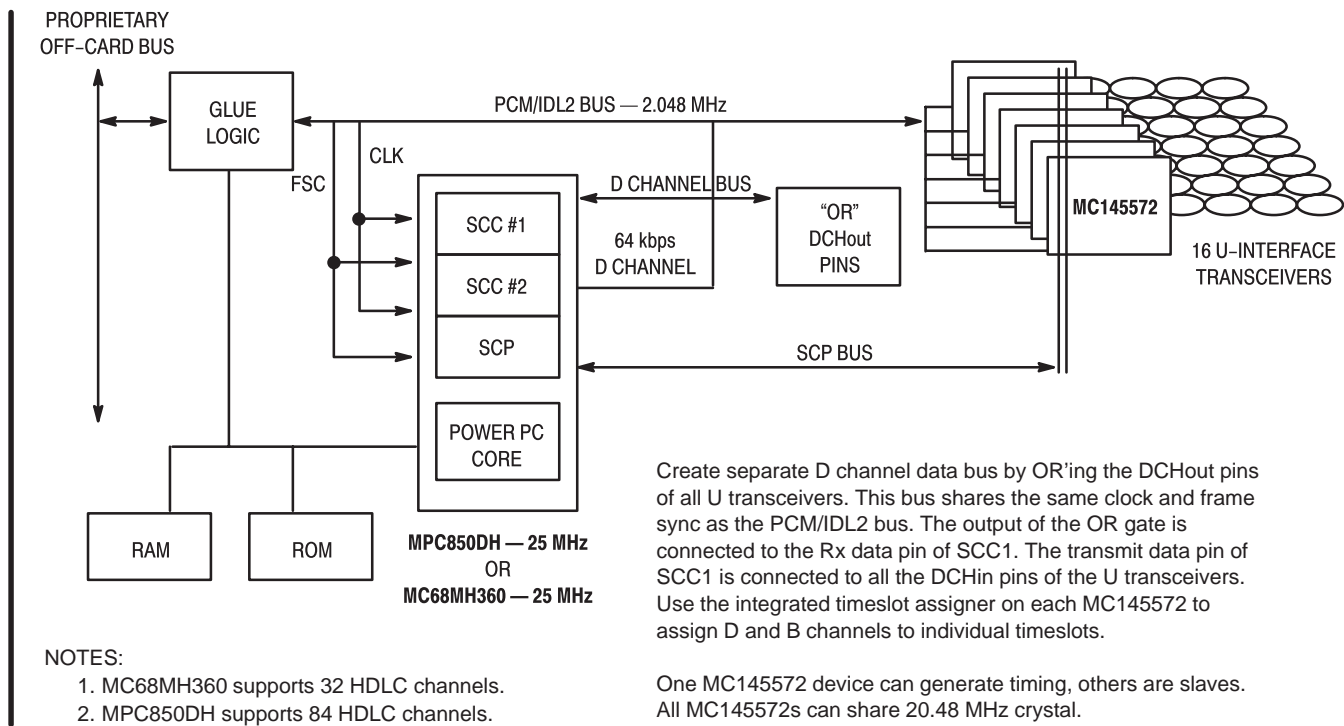 PROPRIETARY
OFF–CARD BUS
GLUE
LOGIC
PCM/IDL2 BUS — 2.048 MHz
CLK
FSC
D CHANNEL BUS
SCC #1
64 kbps
D CHANNEL
SCC #2
SCP
"OR"
DCHout
PINS
MC145572
16 U–INTERFACE
TRANSCEIVERS
SCP BUS
POWER PC
CORE
RAM
ROM
MPC850DH — 25 MHz
OR
MC68MH360 — 25 MHz
Create separate D channel data bus by OR'ing the DCHout pins
of all U transceivers. This bus shares the same clock and frame
sync as the PCM/IDL2 bus. The output of the OR gate is
connected to the Rx data pin of SCC1. The transmit data pin of
SCC1 is connected to all the DCHin pins of the U transceivers.
Use the integrated timeslot assigner on each MC145572 to
assign D and B channels to individual timeslots.
One MC145572 device can generate timing, others are slaves.
All MC145572s can share 20.48 MHz crystal.
NOTES:
1. MC68MH360 supports 32 HDLC channels.
2. MPC850DH supports 84 HDLC channels.